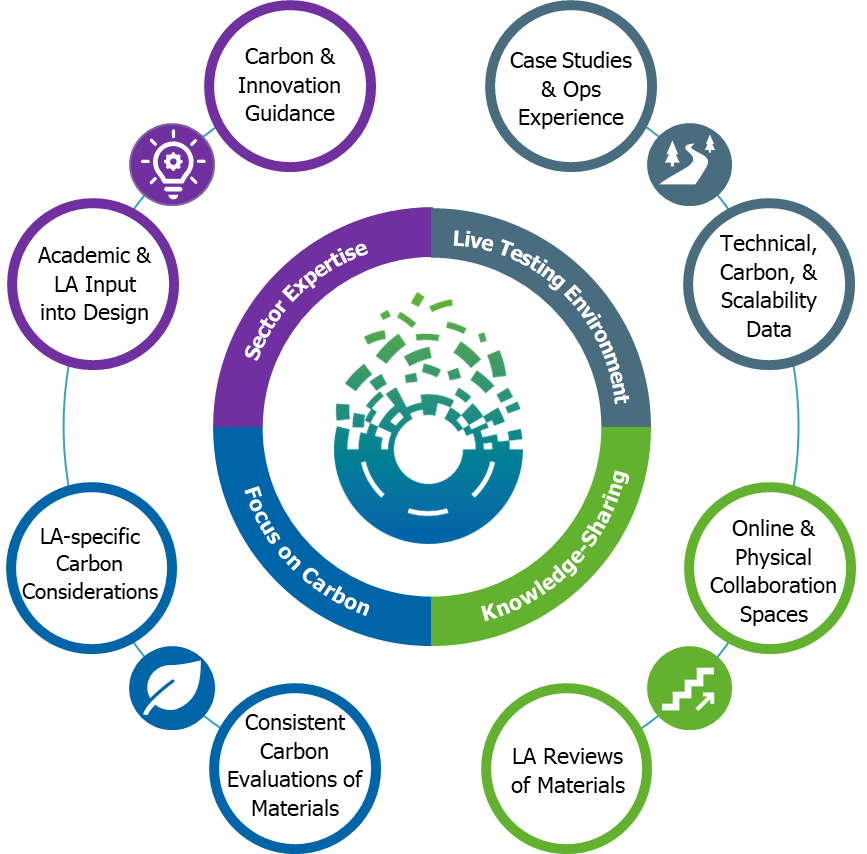 Carbon &
Innovation
Guidance
Case Studies
& Ops
Experience
Academic &
LA Input
into Design
Sector Expertise
Live Testing Environment
Technical,
Carbon, &
Scalability
Data
LA-specific
Carbon
Considerations
Focus on Carbon
Knowledge-Sharing
Online &
Physical
Collaboration
Spaces
Consistent
Carbon
Evaluations of
Materials
LA Reviews
of Materials